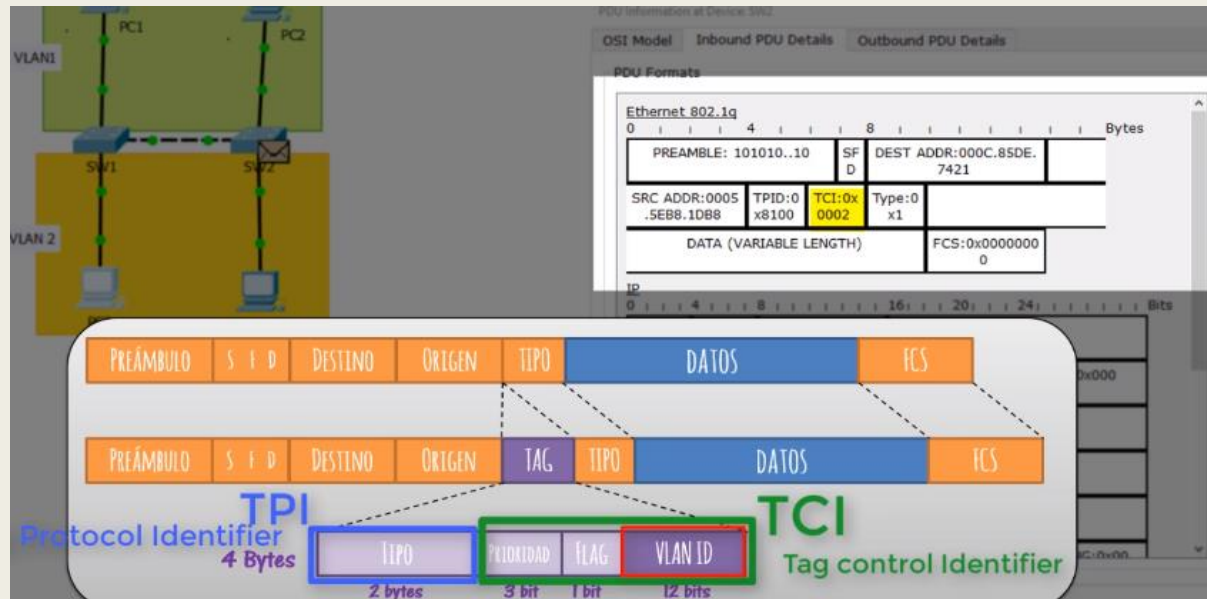 PDU Information at Device: SW2
PC1
PC2
VLAN1
SW1
SW2
VLAN 2
OSI Model Inbound PDU Details Outbound PDU Details
PDU Formats
Ethernet 802.1q
0 4 8 Bytes
PREAMBLE: 101010..10
SF
D
DEST ADDR:000C.85DE.
7421
SRC ADDR:0005
.5EB8.1DB8
TPID:0
x8100
TCI:0x
0002
Type:0
x1
DATA (VARIABLE LENGTH)
FCS:0x0000000
0
IP
0 4 8 16 20 24 Bits
0x000
PREÁMBULO S F D DESTINO ORIGEN TIPO DATOS FCS
PREÁMBULO S F D DESTINO ORIGEN TAG TIPO DATOS FCS
TPI
Protocol Identifier
4 Bytes
TCI
Tag control Identifier
TIPO PRIORIDAD FLAG VLAN ID
2 bytes 3 bit 1 bit 12 bits